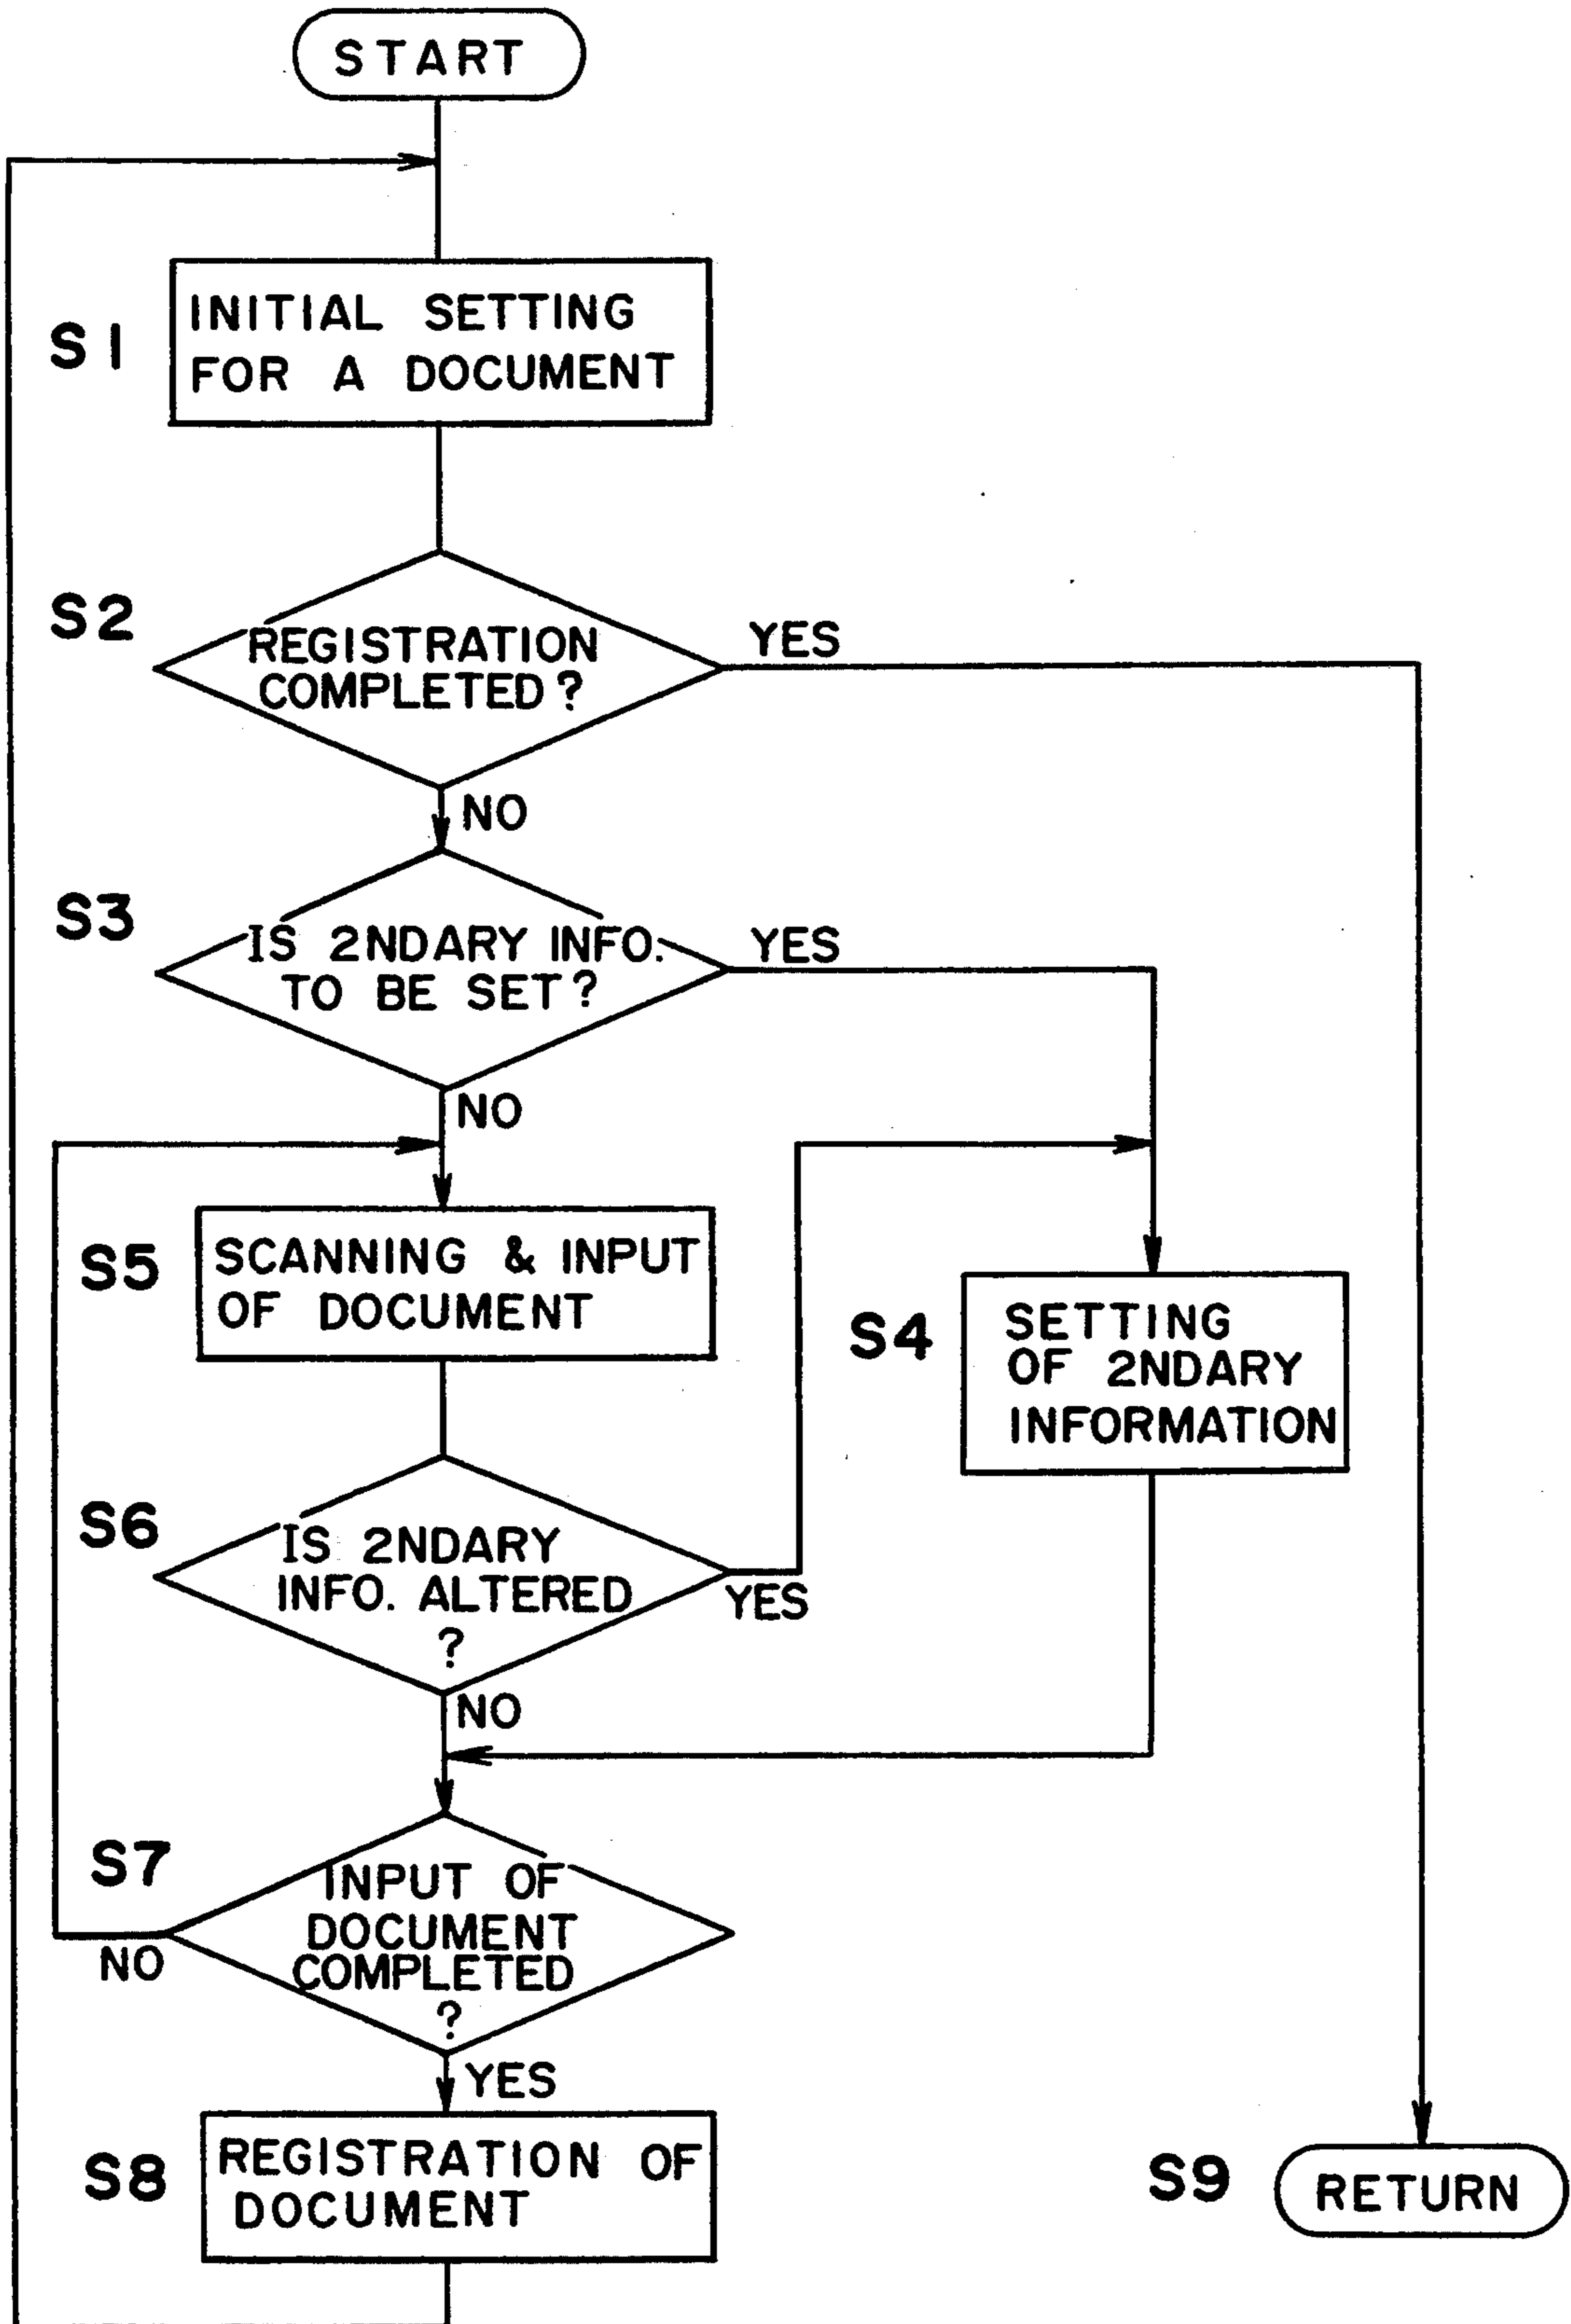 START
S1
INITIAL SETTING
FOR A DOCUMENT
S2
REGISTRATION
COMPLETED?
YES
NO
S3
IS 2NDARY INFO.
TO BE SET?
YES
NO
S5
SCANNING & INPUT
OF DOCUMENT
S4
SETTING
OF 2NDARY
INFORMATION
S6
IS 2NDARY
INFO. ALTERED
?
YES
NO
S7
INPUT OF
DOCUMENT
COMPLETED
?
NO
YES
S8
REGISTRATION OF
DOCUMENT
S9
RETURN